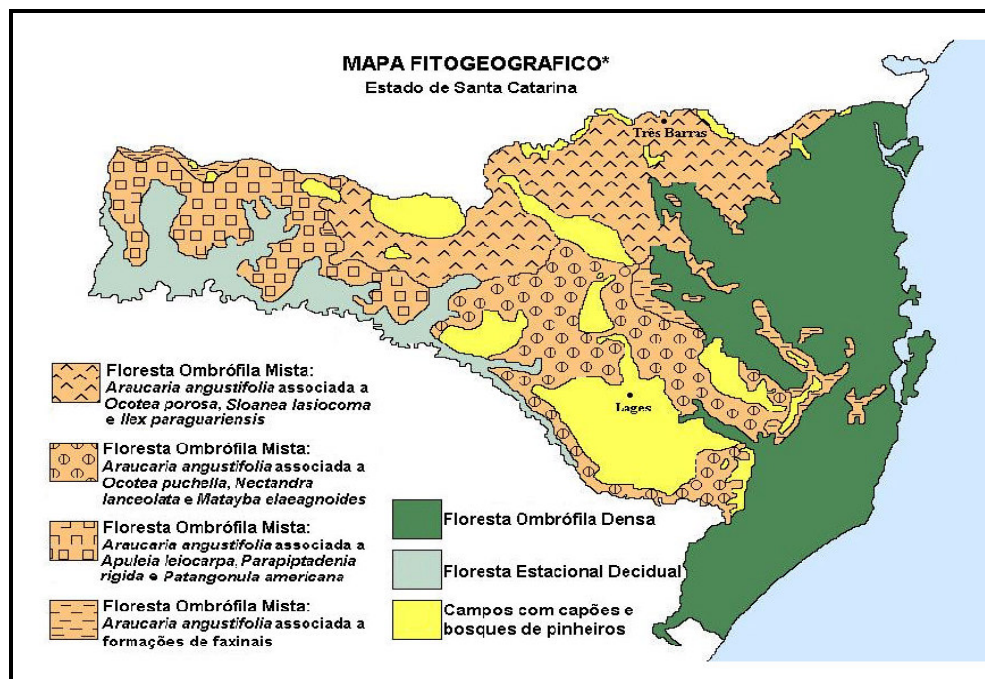 MAPA FITOGEOGRAFICO*
Estado de Santa Catarina
Três Barras
Lages
Floresta Ombrófila Mista:
Araucaria angustifolia associada a
Ocotea porosa, Sloanea lasiocoma
e Ilex paraguariensis
Floresta Ombrófila Mista:
Araucaria angustifolia associada a
Ocotea puchella, Nectandra
lanceolata e Matayba elaeagnoides
Floresta Ombrófila Mista:
Araucaria angustifolia associada a
Apuleia leiocarpa, Parapiptadenia
rigida e Patangonula americana
Floresta Ombrófila Mista:
Araucaria angustifolia associada a
formações de faxinais
Floresta Ombrófila Densa
Floresta Estacional Decidual
Campos com capões e
bosques de pinheiros